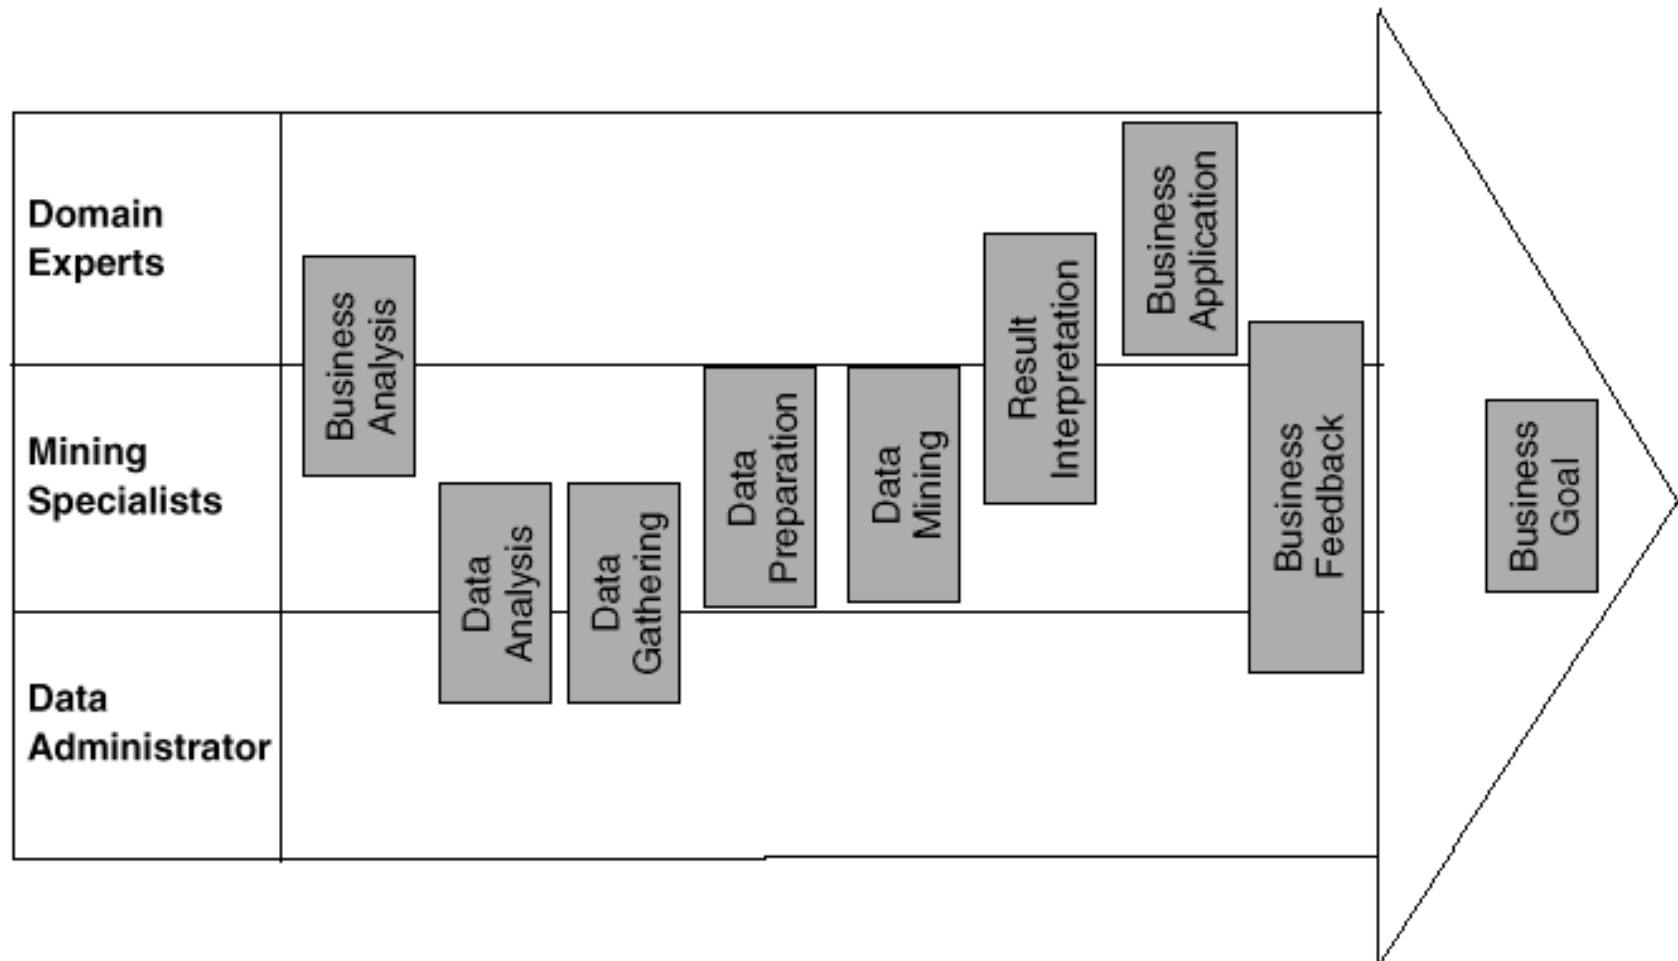 Domain
Experts
Mining
Specialists
Data
Administrator
Business
Analysis
Data
Analysis
Data
Gathering
Data
Preparation
Data
Mining
Result
Interpretation
Business
Application
Business
Feedback
Business
Goal